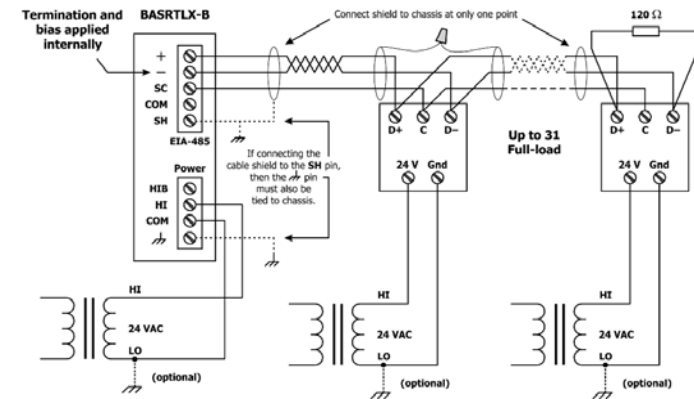 Termination and
bias applied
internally
BASRTLX-B
Connect shield to chassis at only one point
120 Ω
+
−
SC
COM
SH
EIA-485
If connecting the
cable shield to the SH pin,
then the pin
must also be
tied to chassis.
Power
HIB
HI
COM
D+ C D−
24 V Gnd
Up to 31
Full-load
D+ C D−
24 V Gnd
HI
24 VAC
LO
(optional)
HI
24 VAC
LO
(optional)
HI
24 VAC
LO
(optional)